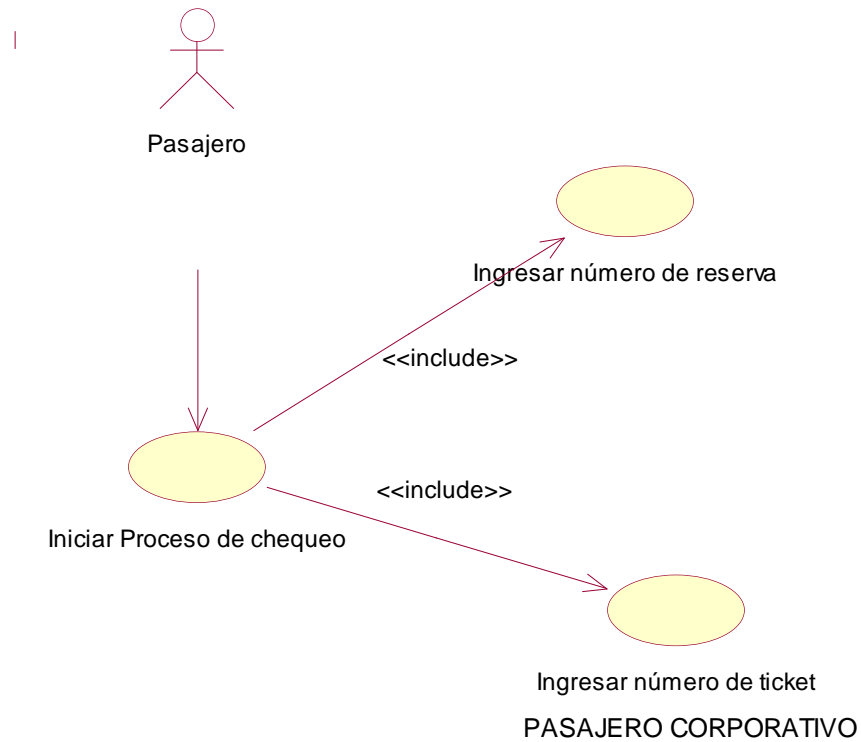 Pasajero
Ingresar número de reserva
<<include>>
<<include>>
Iniciar Proceso de chequeo
Ingresar número de ticket
PASAJERO CORPORATIVO